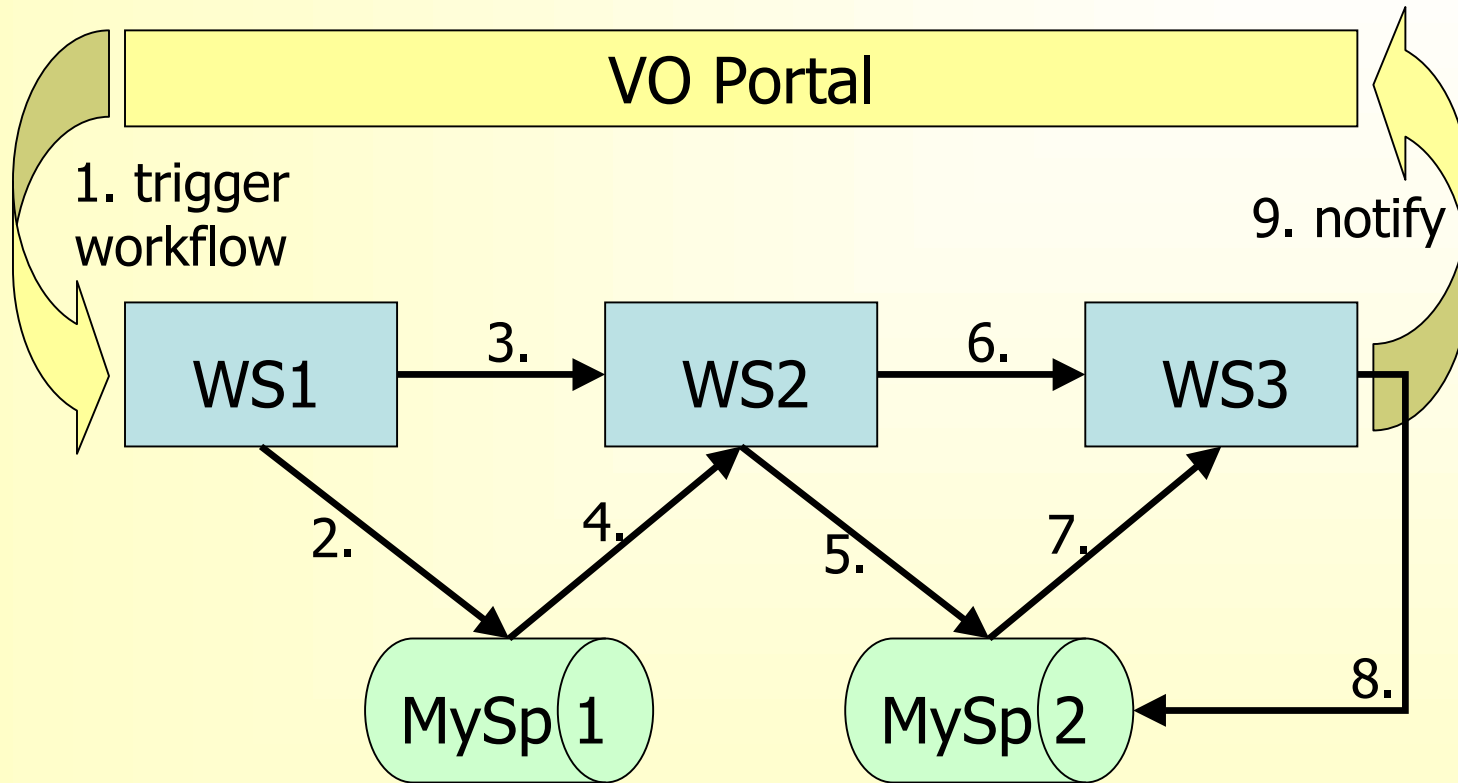 VO Portal
1. trigger
workflow
9. notify
WS1
3.
WS2
6.
WS3
2.
4.
5.
7.
8.
MySp 1
MySp 2